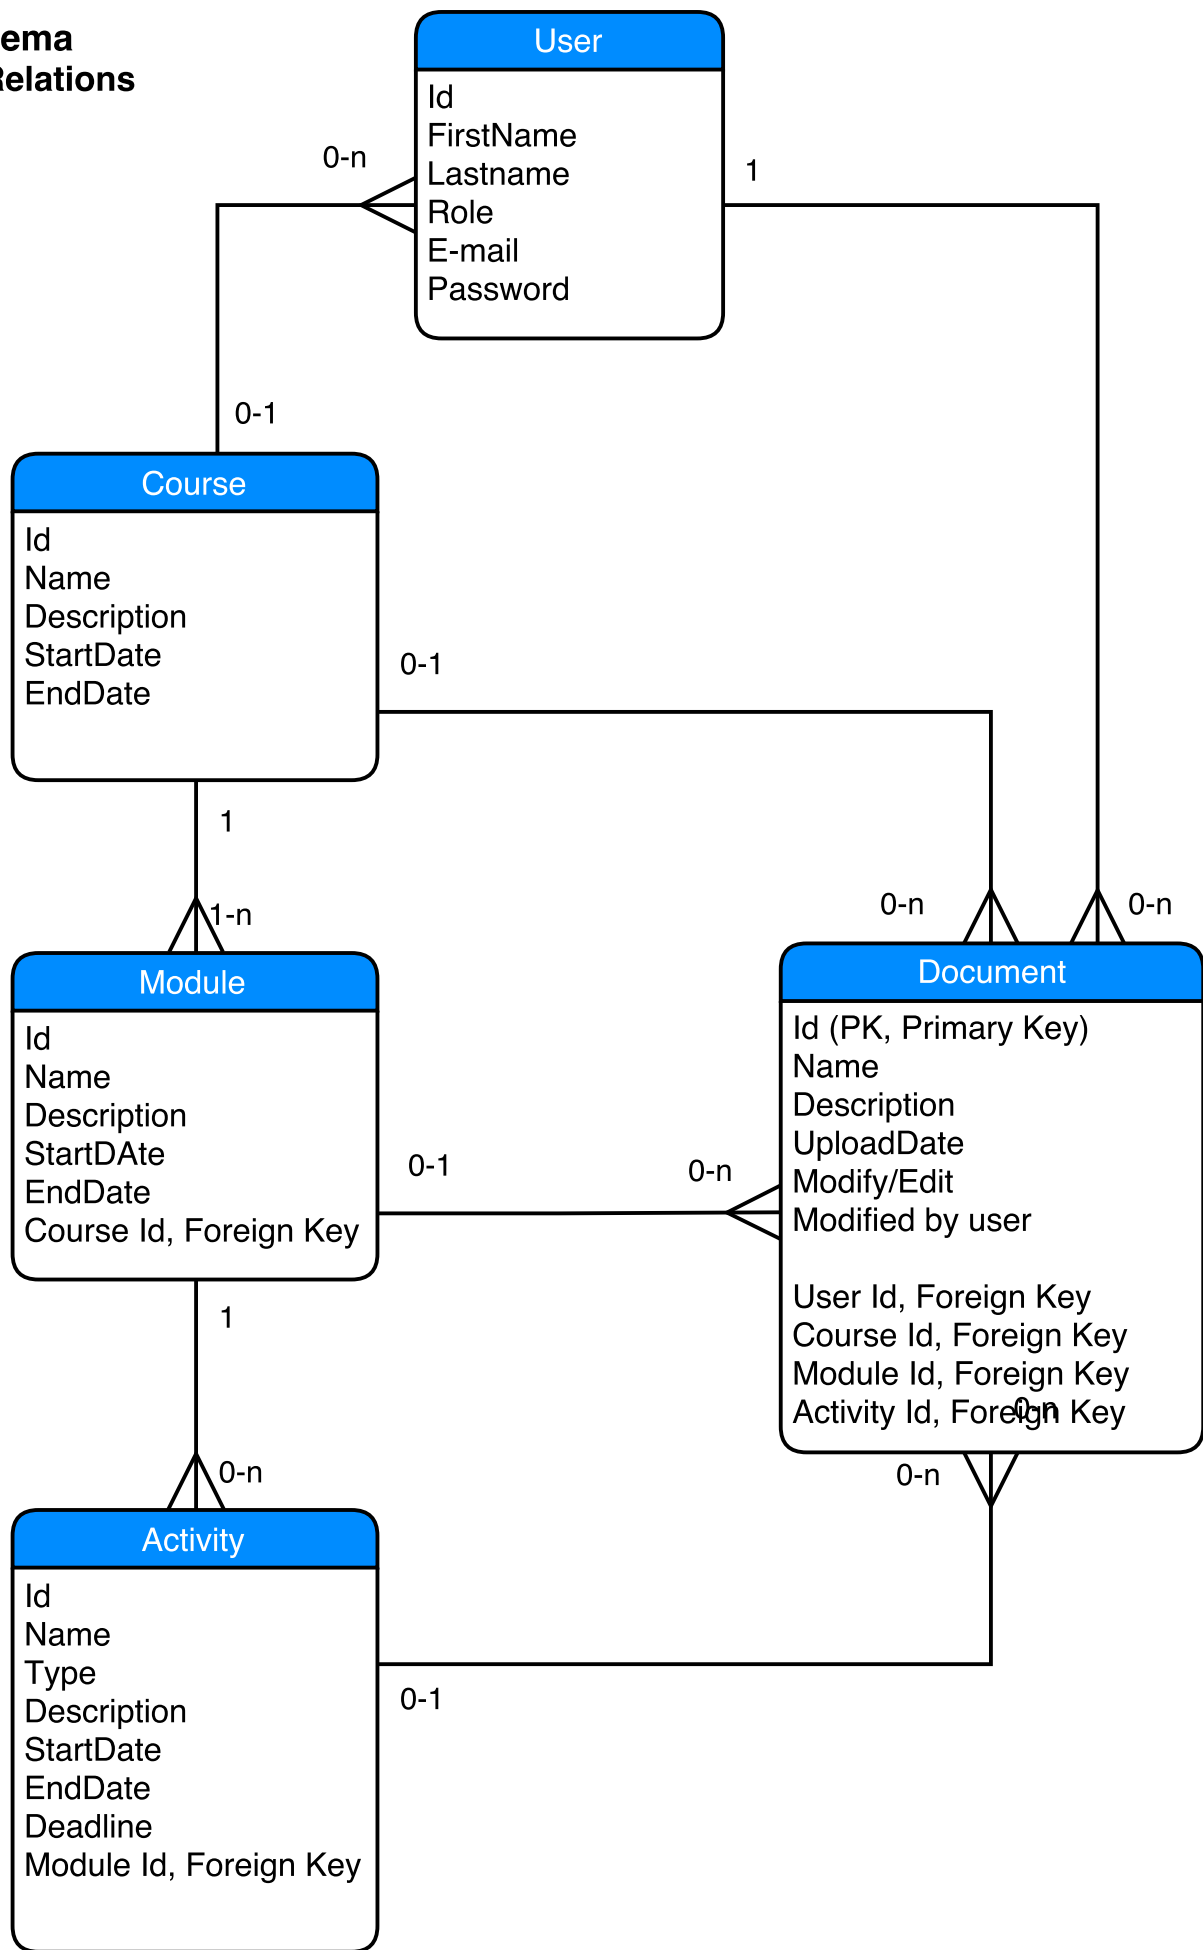 ema
Relations
User
Id
FirstName
Lastname
Role
E-mail
Password
0-n
1
0-1
Course
Id
Name
Description
StartDate
EndDate
0-1
1
1-n
0-n
0-n
Module
Id
Name
Description
StartDAte
EndDate
Course Id, Foreign Key
0-1
0-n
Document
Id (PK, Primary Key)
Name
Description
UploadDate
Modify/Edit
Modified by user
User Id, Foreign Key
Course Id, Foreign Key
Module Id, Foreign Key
Activity Id, Foreign Key
0-n
1
0-n
0-n
Activity
Id
Name
Type
Description
StartDate
EndDate
Deadline
Module Id, Foreign Key
0-1